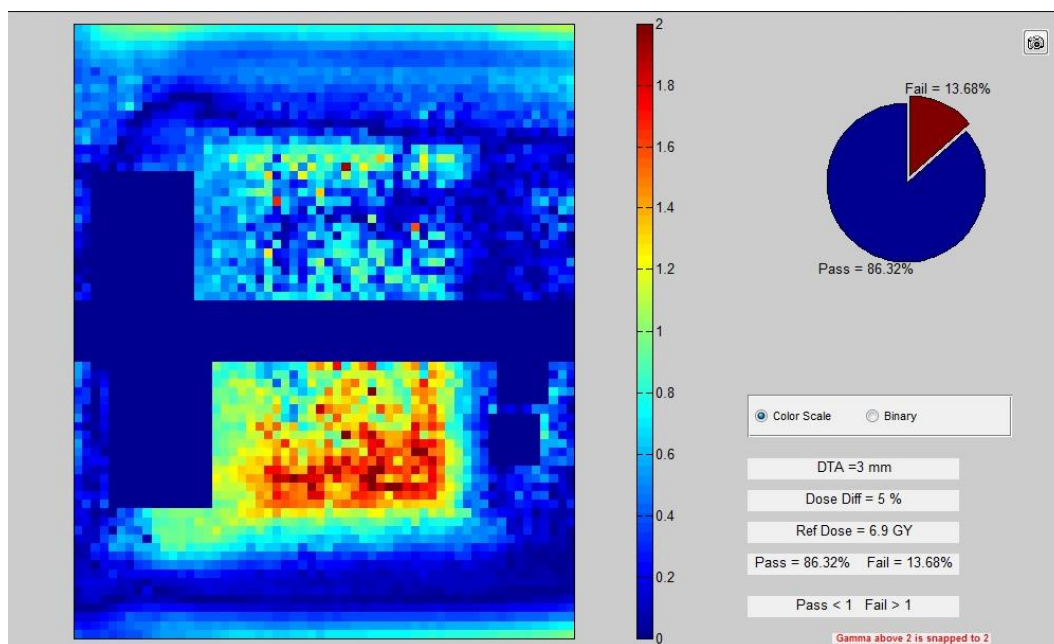 2
1.8
1.6
1.4
1.2
1
0.8
0.6
0.4
0.2
0
Fail = 13.68%
Pass = 86.32%
Color Scale Binary
DTA =3 mm
Dose Diff = 5 %
Ref Dose = 6.9 GY
Pass = 86.32% Fail = 13.68%
Pass < 1 Fail > 1
Gamma above 2 is snapped to 2